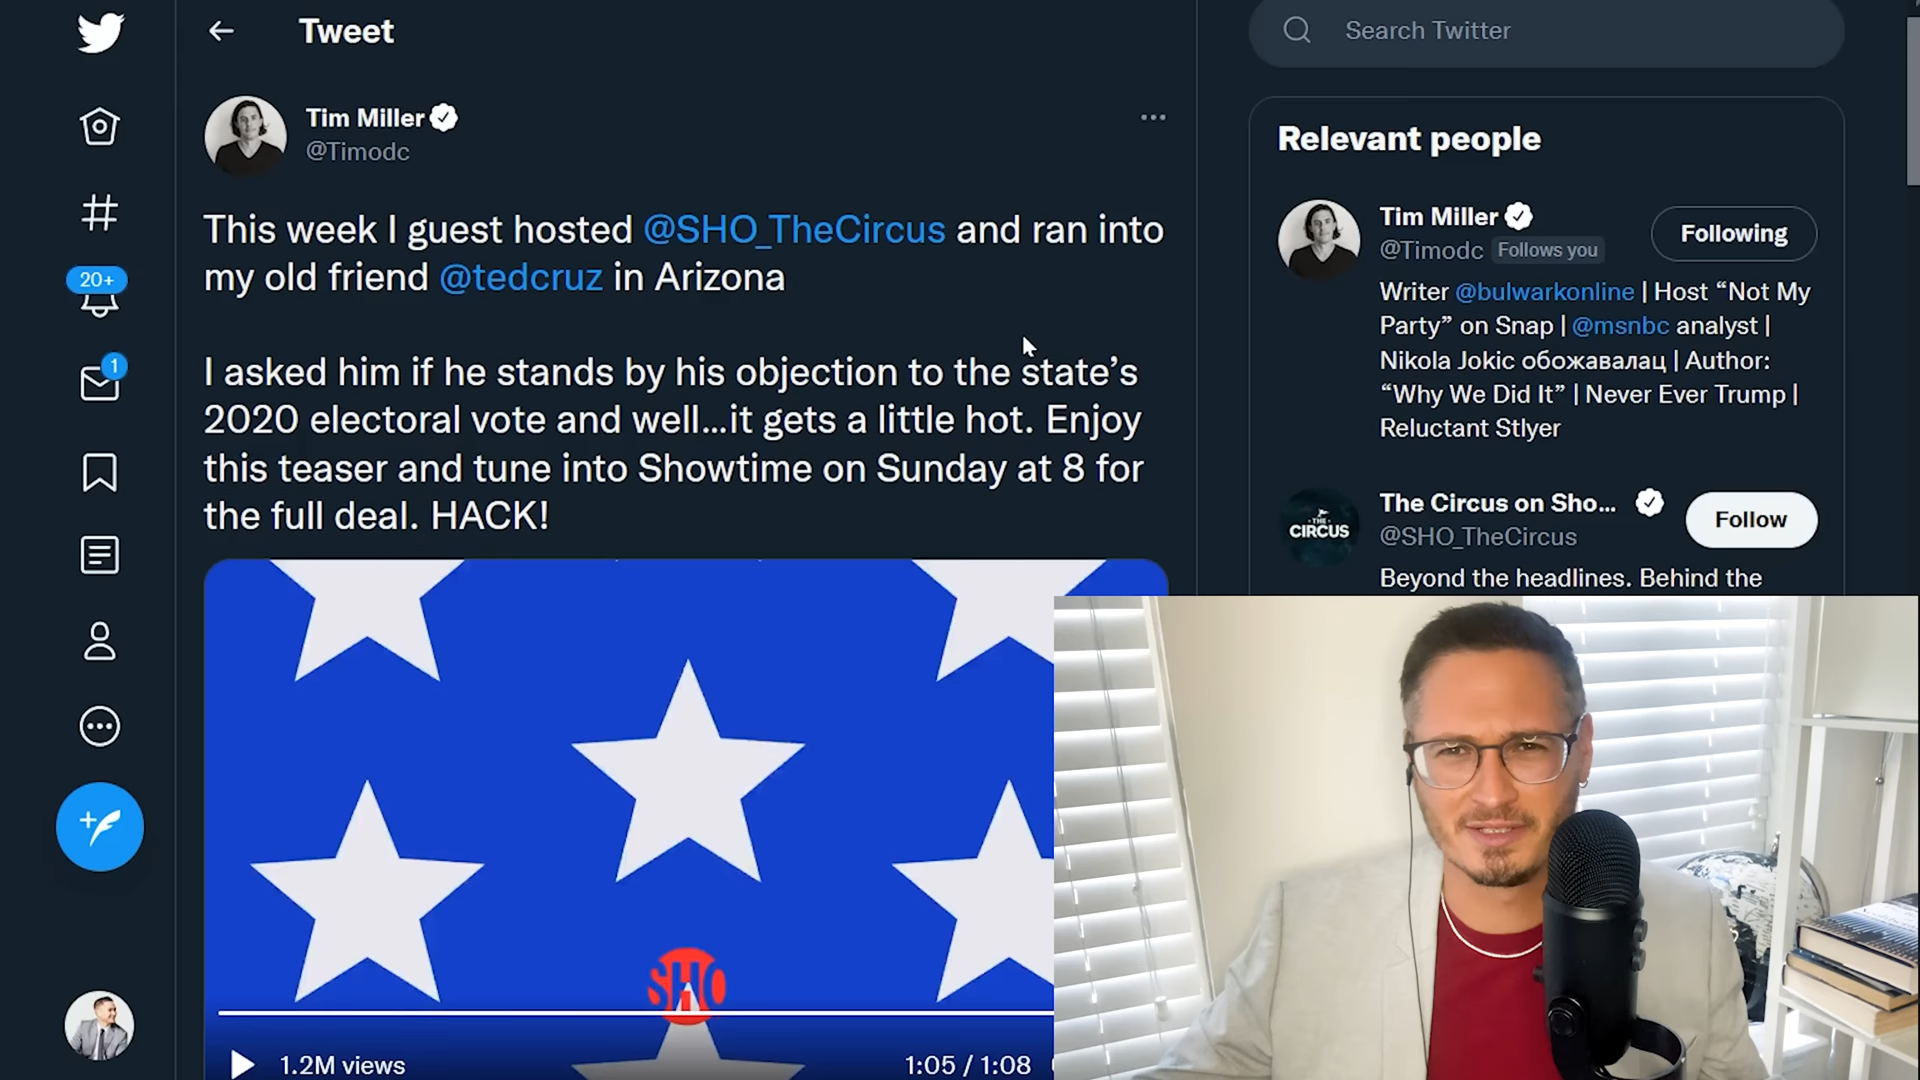 Tweet
Search Twitter
Tim Miller
@Timodc
This week I guest hosted @SHO_TheCircus and ran into
my old friend @tedcruz in Arizona
I asked him if he stands by his objection to the state's
2020 electoral vote and well...it gets a little hot. Enjoy
this teaser and tune into Showtime on Sunday at 8 for
the full deal. HACK!
SHO
1.2M views
1:05 / 1:08
20+
1
Relevant people
Tim Miller
@Timodc Follows you
Following
Writer @bulwarkonline | Host “Not My
Party” on Snap | @msnbc analyst |
Nikola Jokic обожавалац | Author:
“Why We Did It” | Never Ever Trump |
Reluctant Stlyer
The Circus on Sho...
@SHO_TheCircus
Follow
THE
CIRCUS
Beyond the headlines. Behind the